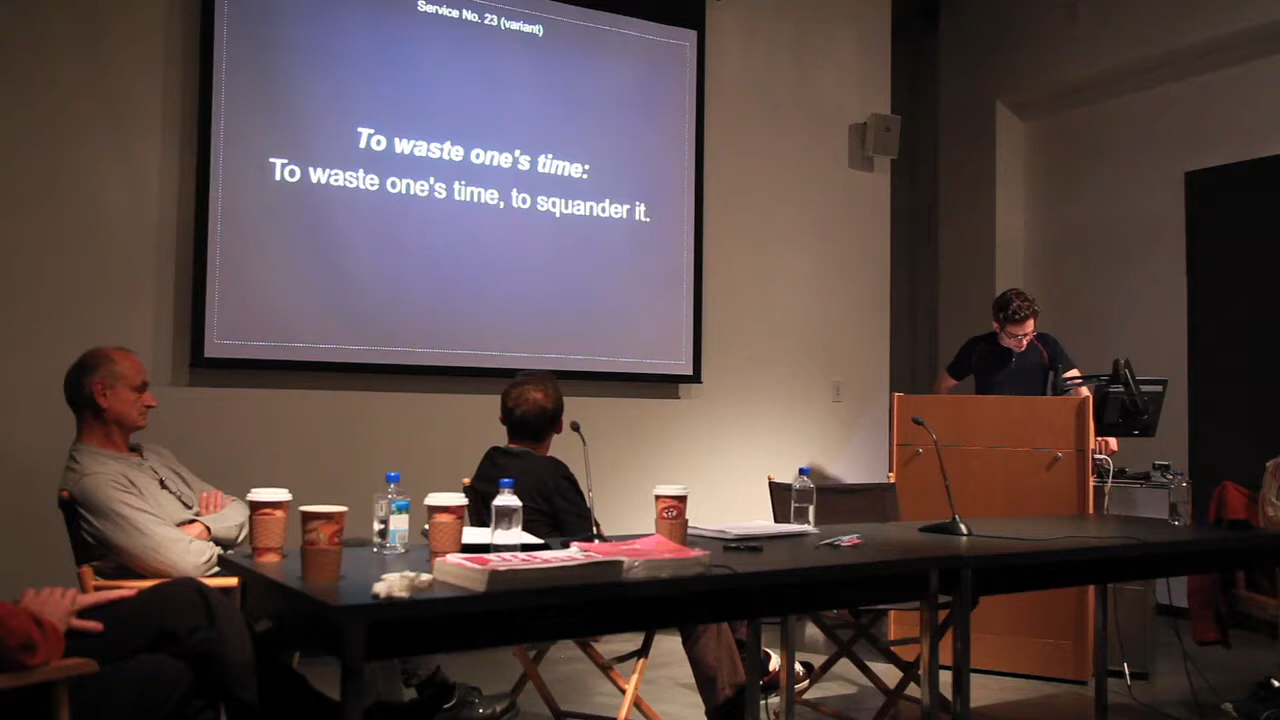 Service No. 23 (variant)
To waste one's time:
To waste one's time, to squander it.